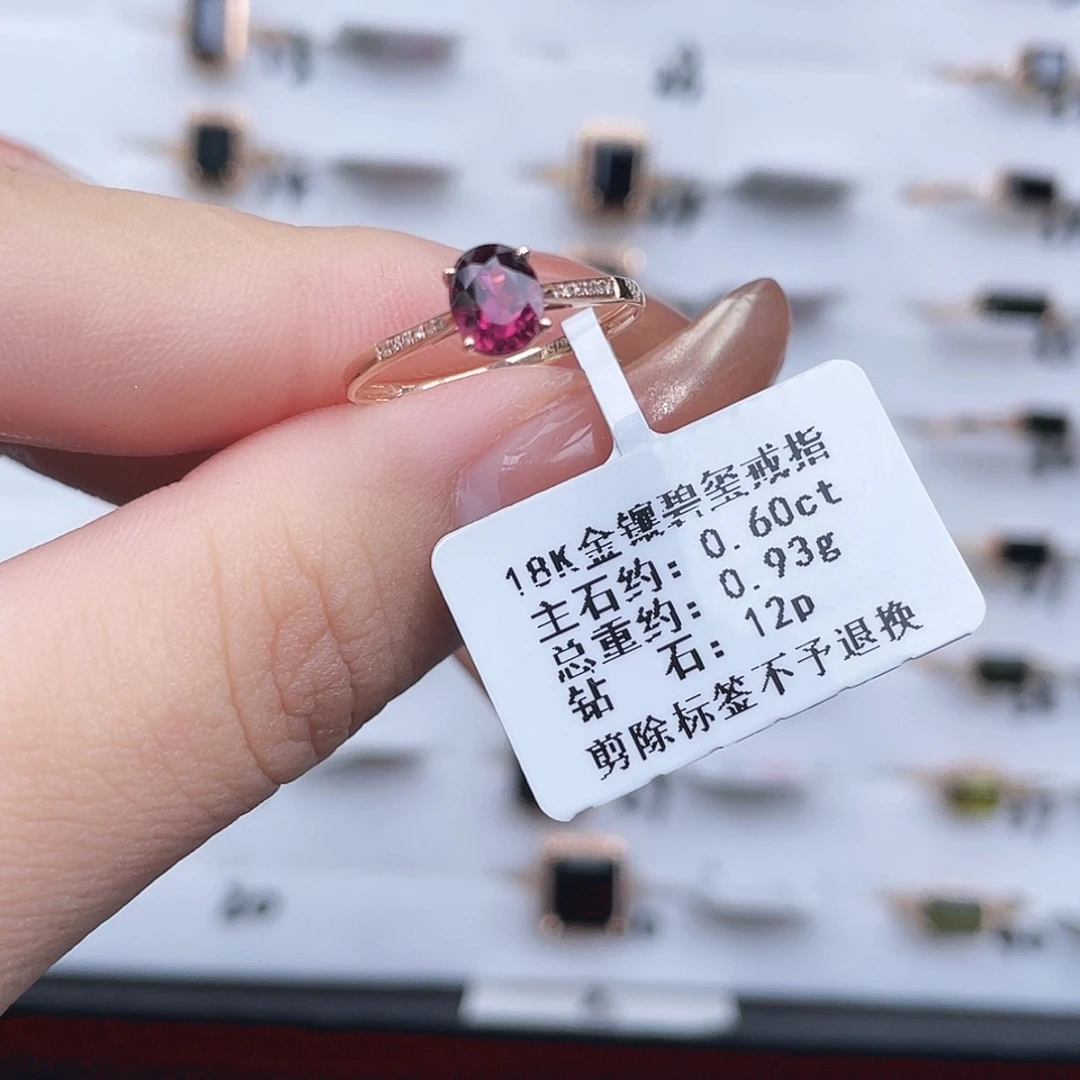 18K金镶碧玺戒指
主石约: 0.60ct
总重约: 0.93g
钻 石: 12p
剪除标签不予退换